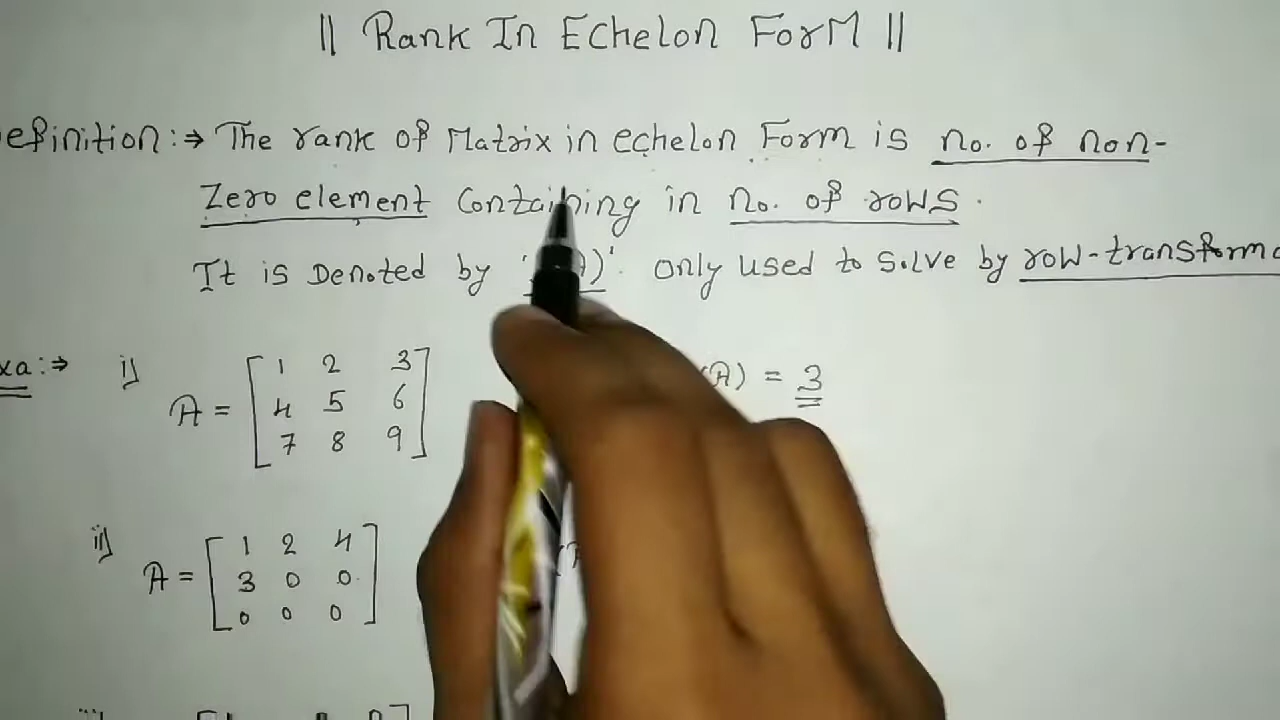 || Rank In Echelon Form ||
efinition :⇒ The rank of Matrix in echelon Form is no. of non-
Zero element Containing in no. of rows.
It is Denoted by ' A)'. only used to solve by row-transforma
xa :⇒ i) A = [ 1 2 3 (A) = 3
4 5 6
7 8 9 ]
ii) A = [ 1 2 4
3 0 0
0 0 0 ]